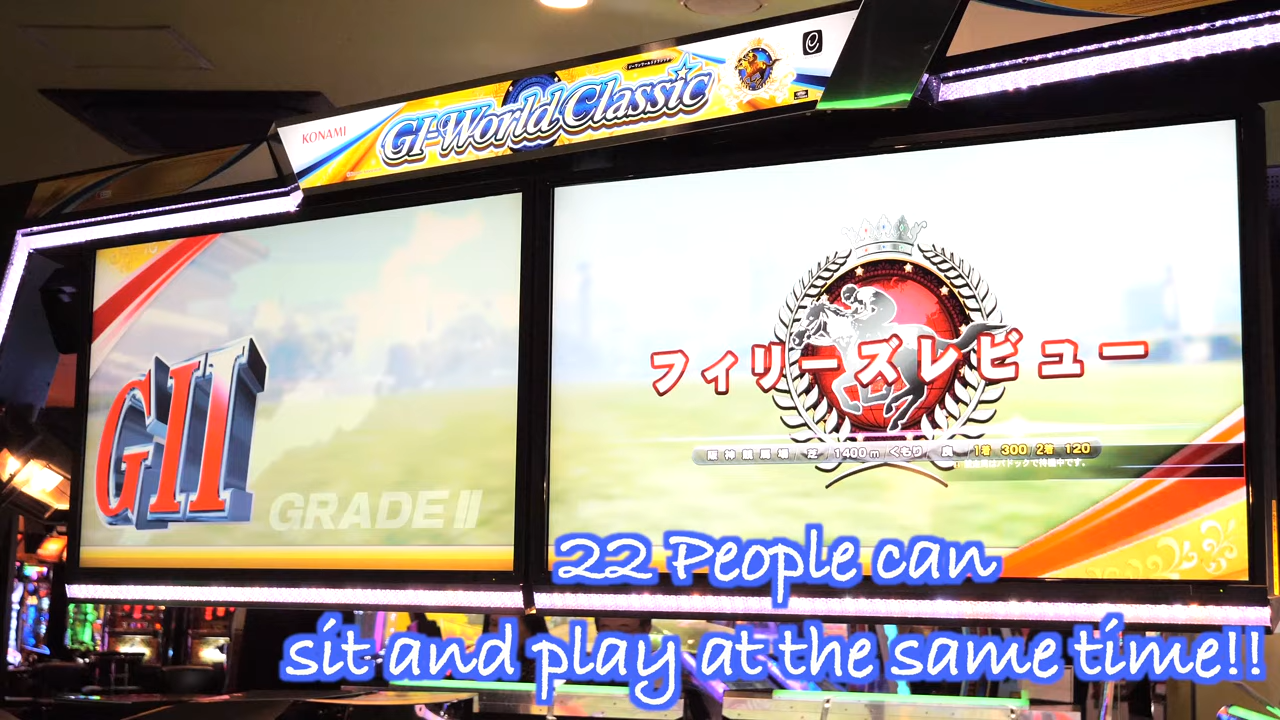 KONAMI
GI-WorldClassic
GII
GRADE II
フィリーズレビュー
阪神競馬場 / 芝 / 1400m / くもり 良 1着 300 / 2着 120
22 People can
sit and play at the same time!!